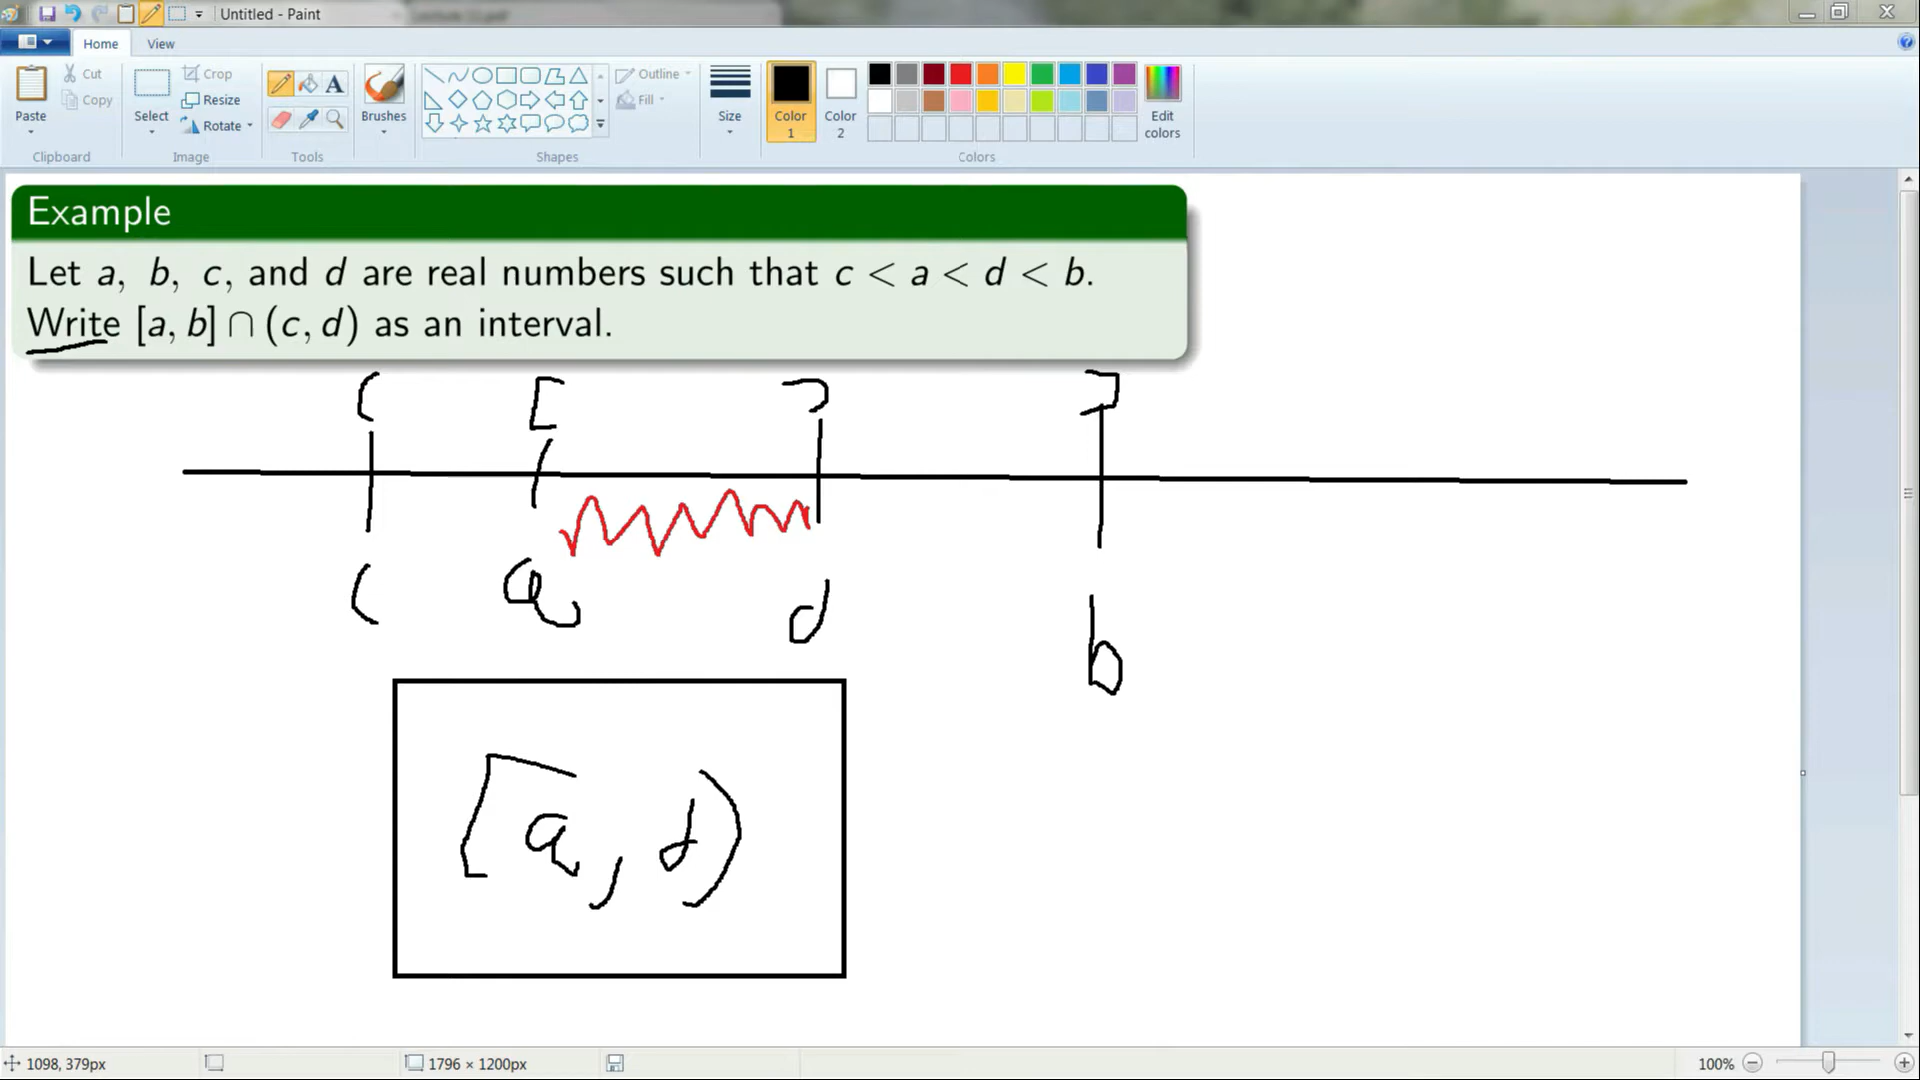 Untitled - Paint
Home View
Cut
Copy
Paste
Clipboard
Select
Crop
Resize
Rotate
Image
A
Tools
Brushes
Outline
Fill
Shapes
Size
Color 1
Color 2
Edit colors
Colors
Example
Let a, b, c, and d are real numbers such that c < a < d < b.
Write [a, b] ∩ (c, d) as an interval.
( [ ) ]
c a d b
[a, d)
1098, 379px 1796 × 1200px 100%